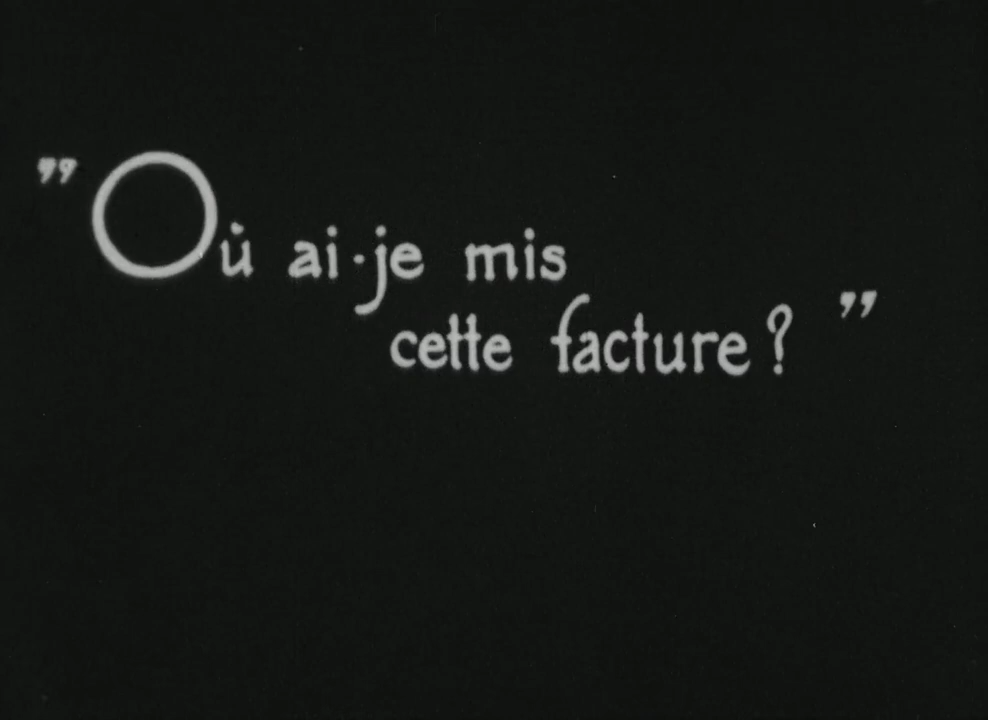 ” Où ai-je mis
cette facture ? ”